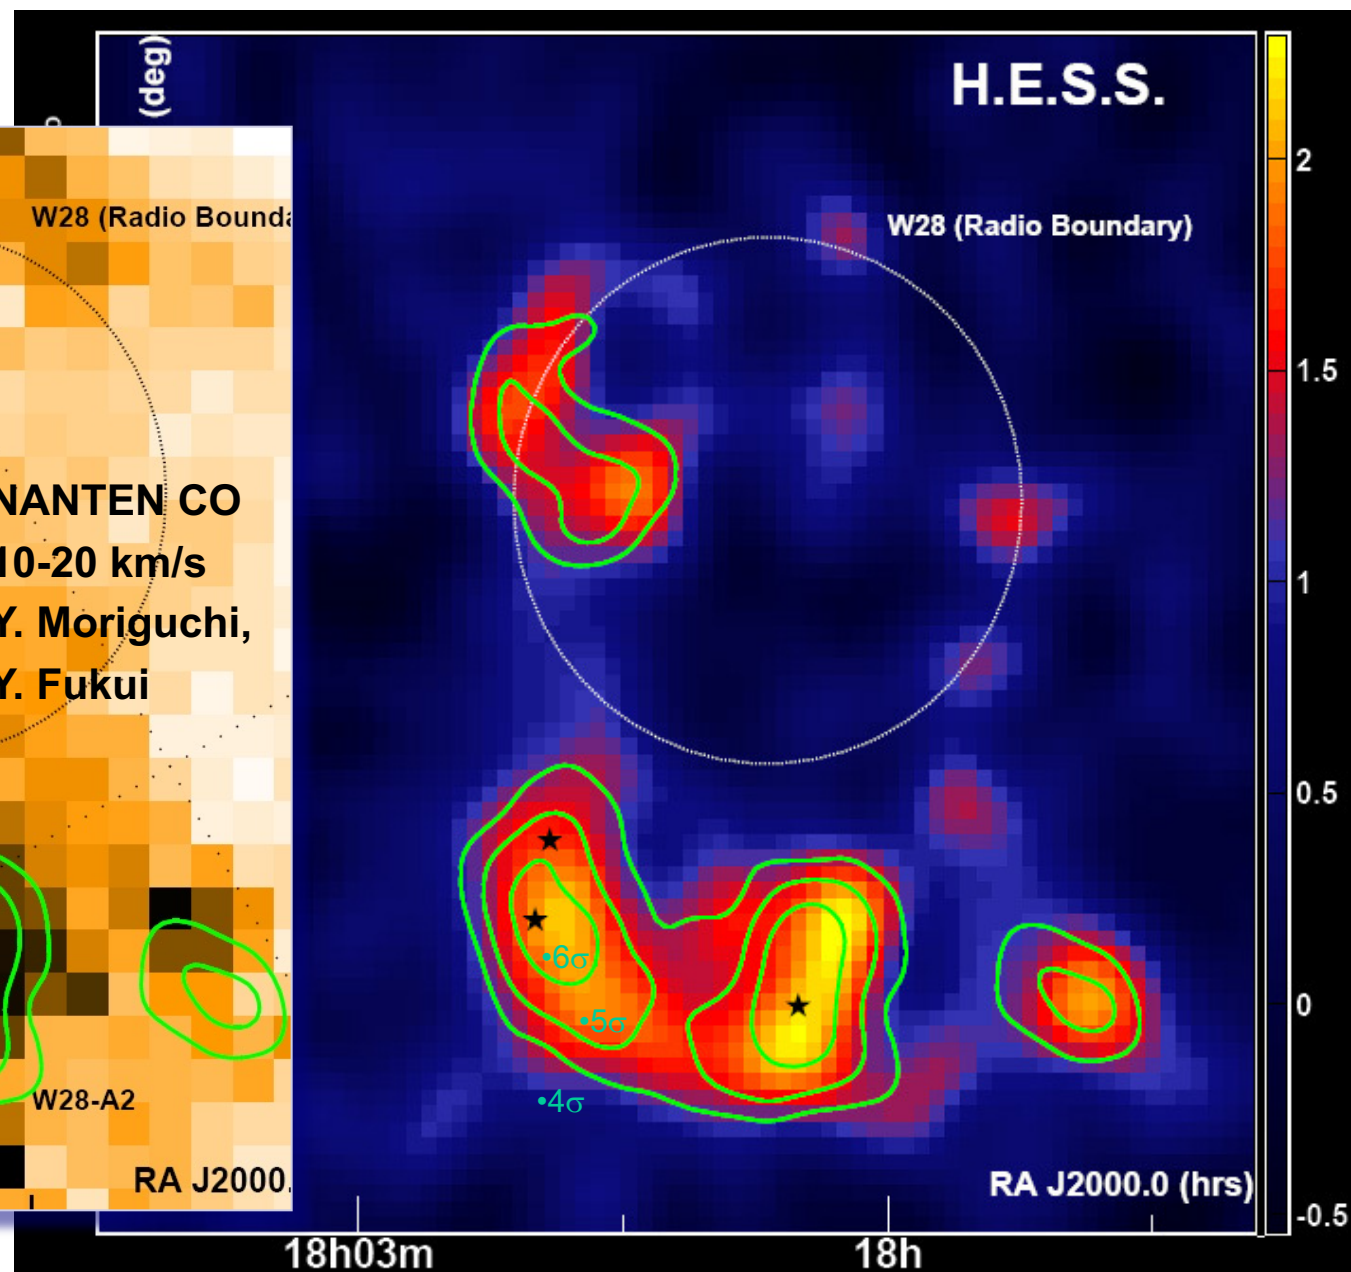 (deg)
H.E.S.S.
W28 (Radio Bounda
W28 (Radio Boundary)
NANTEN CO
10-20 km/s
Y. Moriguchi,
Y. Fukui
•6σ
•5σ
•4σ
W28-A2
RA J2000.
RA J2000.0 (hrs)
18h03m
18h
2
1.5
1
0.5
0
-0.5